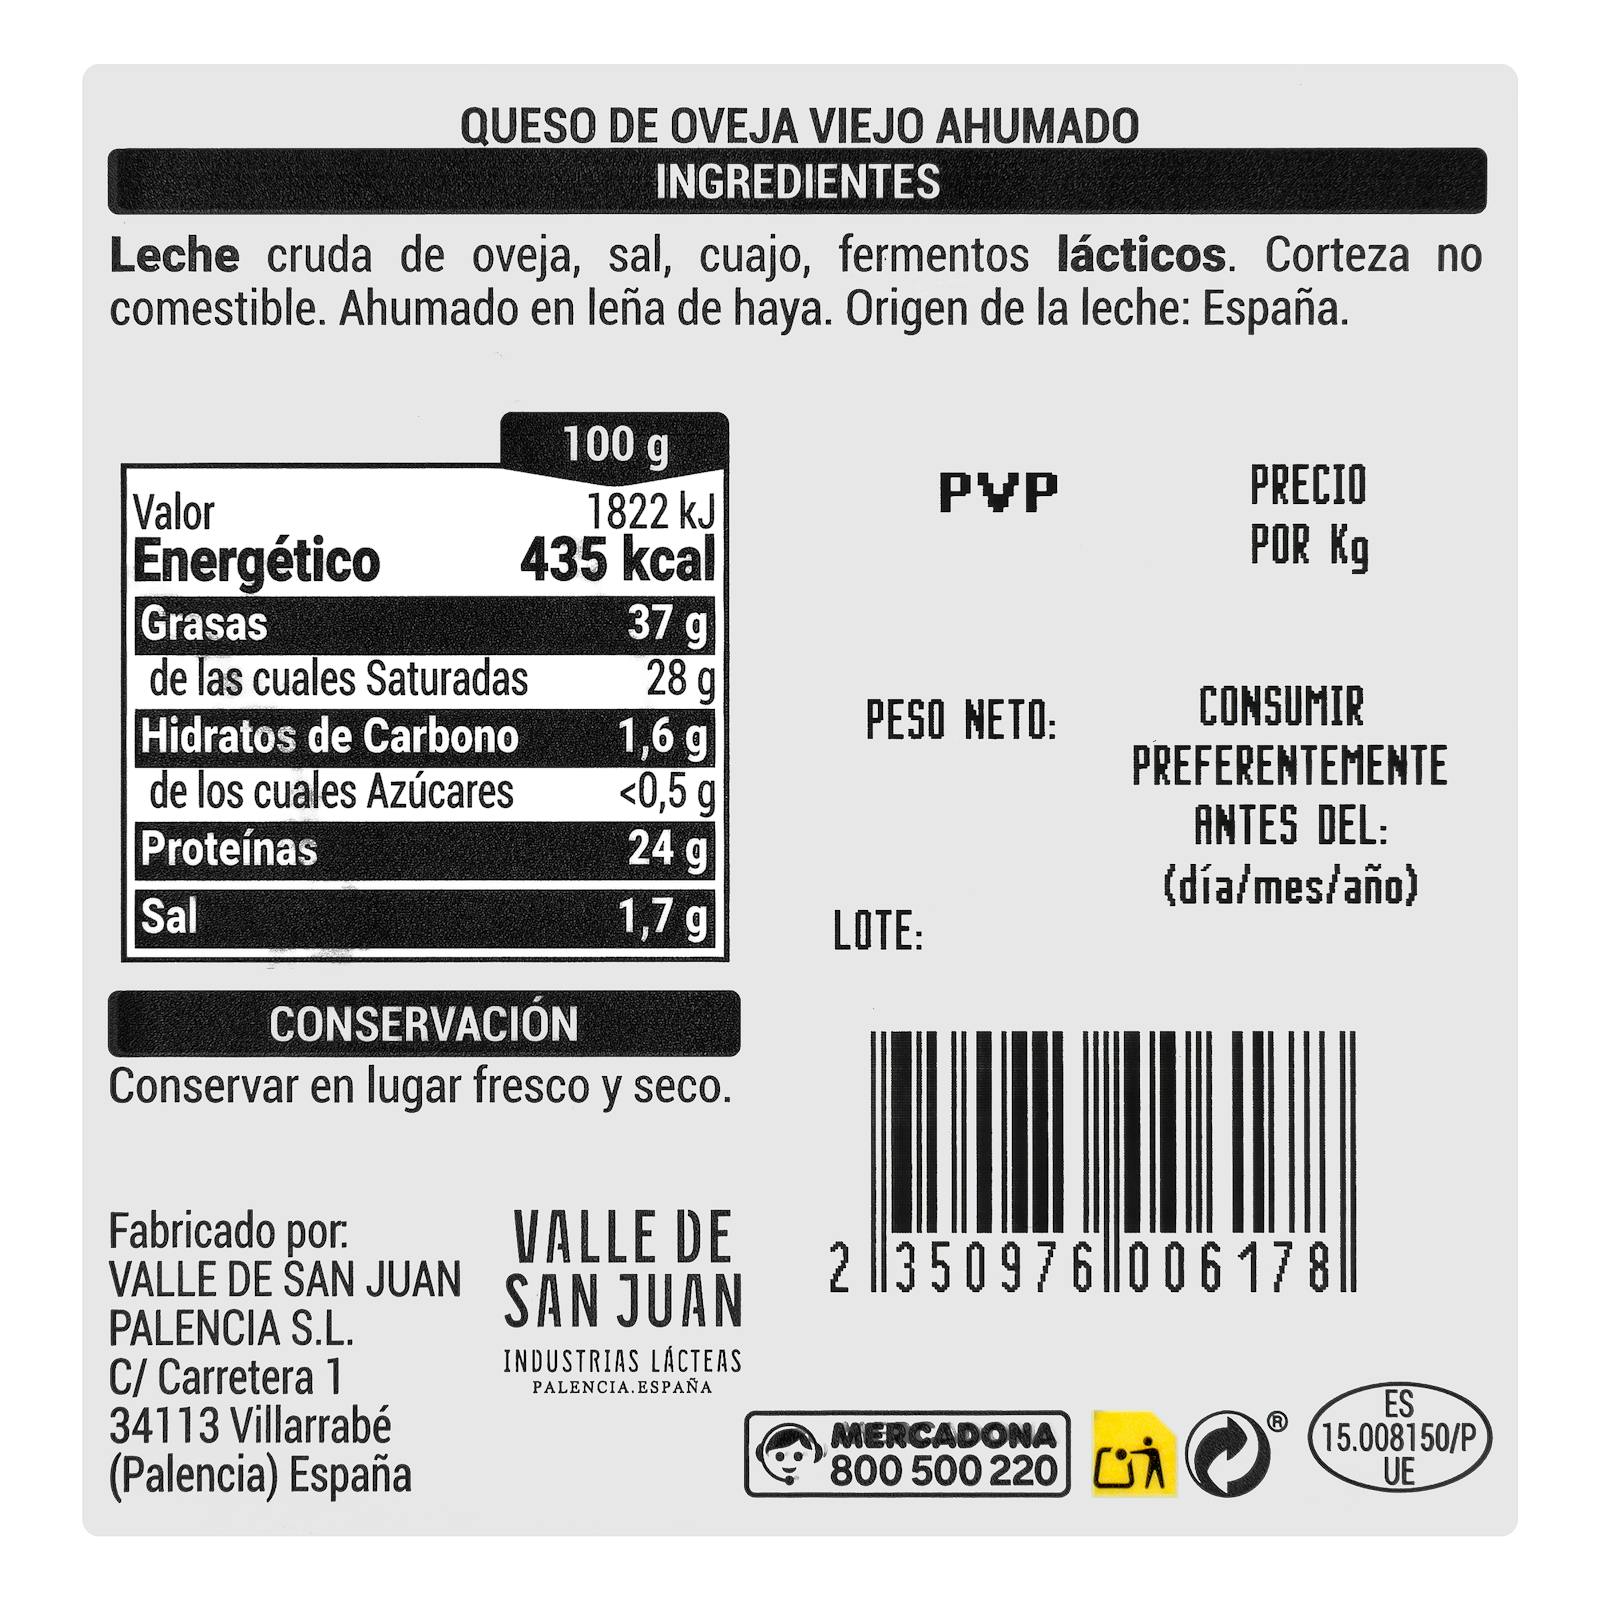 QUESO DE OVEJA VIEJO AHUMADO
INGREDIENTES
Leche cruda de oveja, sal, cuajo, fermentos lácticos. Corteza no
comestible. Ahumado en leña de haya. Origen de la leche: España.
100 g
Valor 1822 kJ
Energético 435 kcal
Grasas 37 g
de las cuales Saturadas 28 g
Hidratos de Carbono 1,6 g
de los cuales Azúcares <0,5 g
Proteínas 24 g
Sal 1,7 g
PVP
PRECIO
POR Kg
PESO NETO:
CONSUMIR
PREFERENTEMENTE
ANTES DEL:
(día/mes/año)
LOTE:
CONSERVACIÓN
Conservar en lugar fresco y seco.
2 350976 006178
Fabricado por:
VALLE DE SAN JUAN
PALENCIA S.L.
C/ Carretera 1
34113 Villarrabé
(Palencia) España
VALLE DE
SAN JUAN
INDUSTRIAS LÁCTEAS
PALENCIA.ESPAÑA
MERCADONA
800 500 220
®
ES
15.008150/P
UE